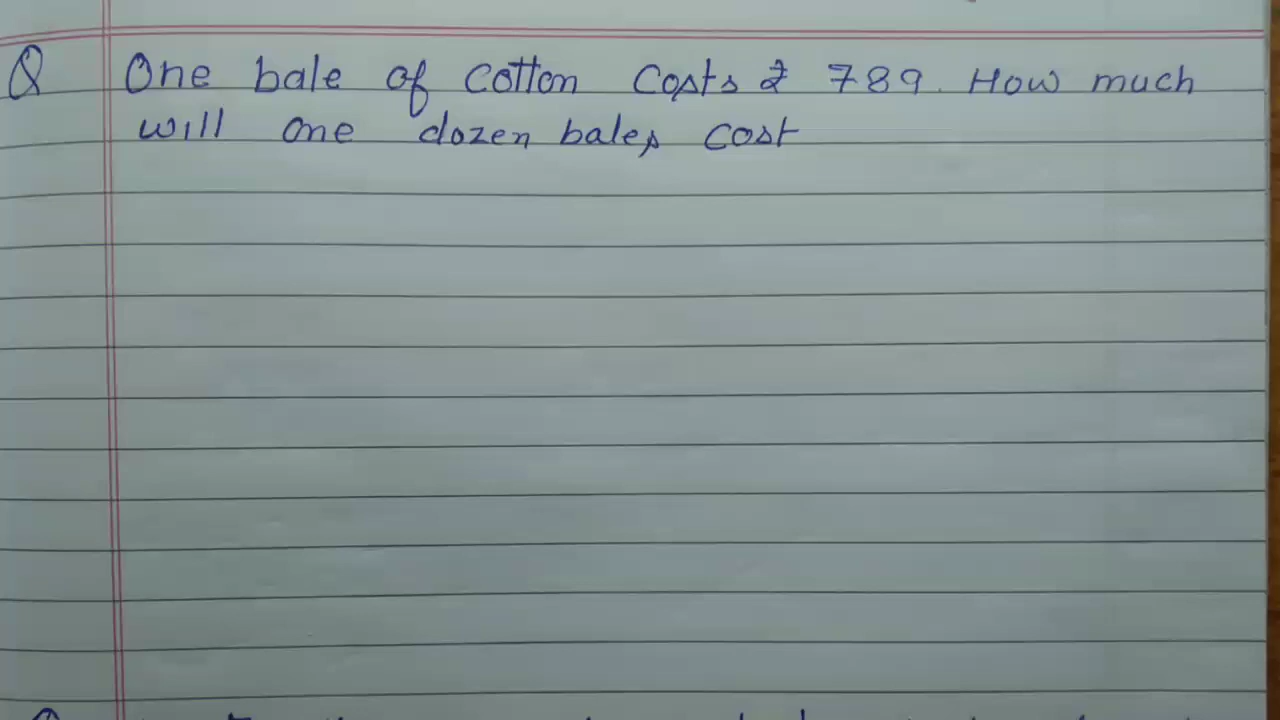 Q One bale of cotton costs ₹ 789. How much
will one dozen bales cost